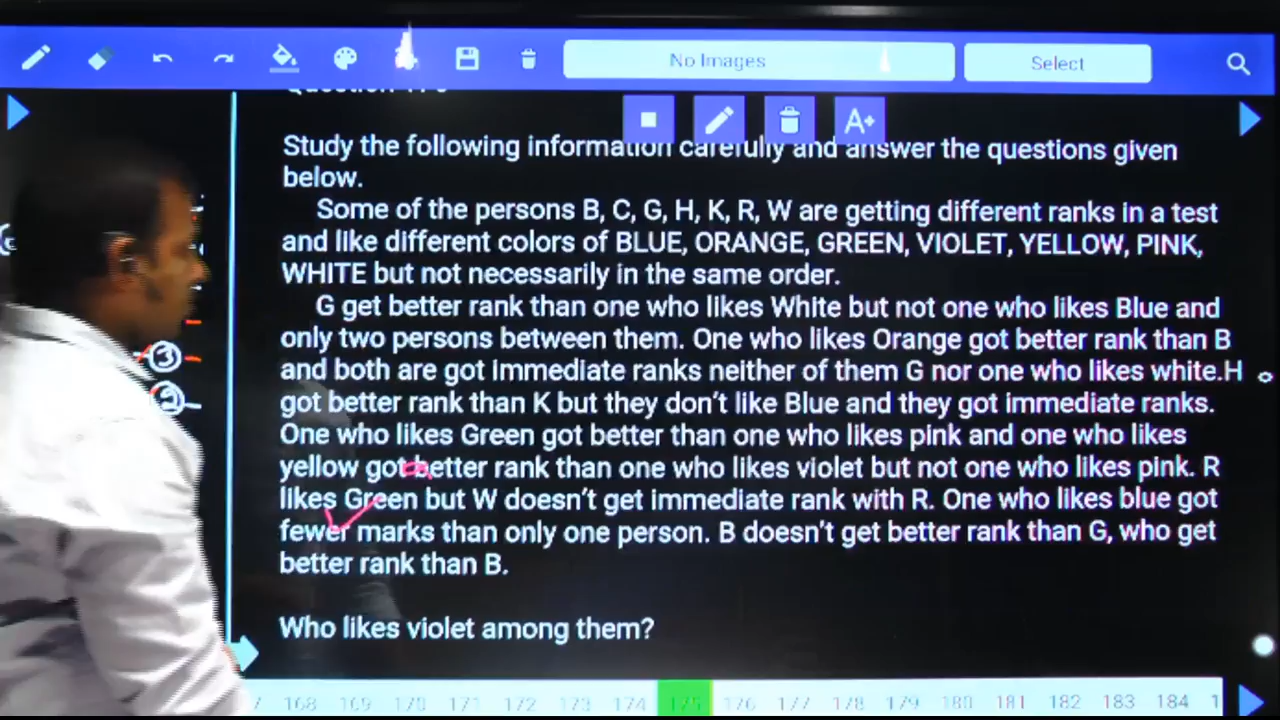 No Images
Select
A+
Study the following information carefully and answer the questions given
below.
Some of the persons B, C, G, H, K, R, W are getting different ranks in a test
and like different colors of BLUE, ORANGE, GREEN, VIOLET, YELLOW, PINK,
WHITE but not necessarily in the same order.
G get better rank than one who likes White but not one who likes Blue and
only two persons between them. One who likes Orange got better rank than B
and both are got immediate ranks neither of them G nor one who likes white.H
got better rank than K but they don't like Blue and they got immediate ranks.
One who likes Green got better than one who likes pink and one who likes
yellow got better rank than one who likes violet but not one who likes pink. R
likes Green but W doesn't get immediate rank with R. One who likes blue got
fewer marks than only one person. B doesn't get better rank than G, who get
better rank than B.
3
2
Who likes violet among them?
168 169 170 171 172 173 174 175 176 177 178 179 180 181 182 183 184